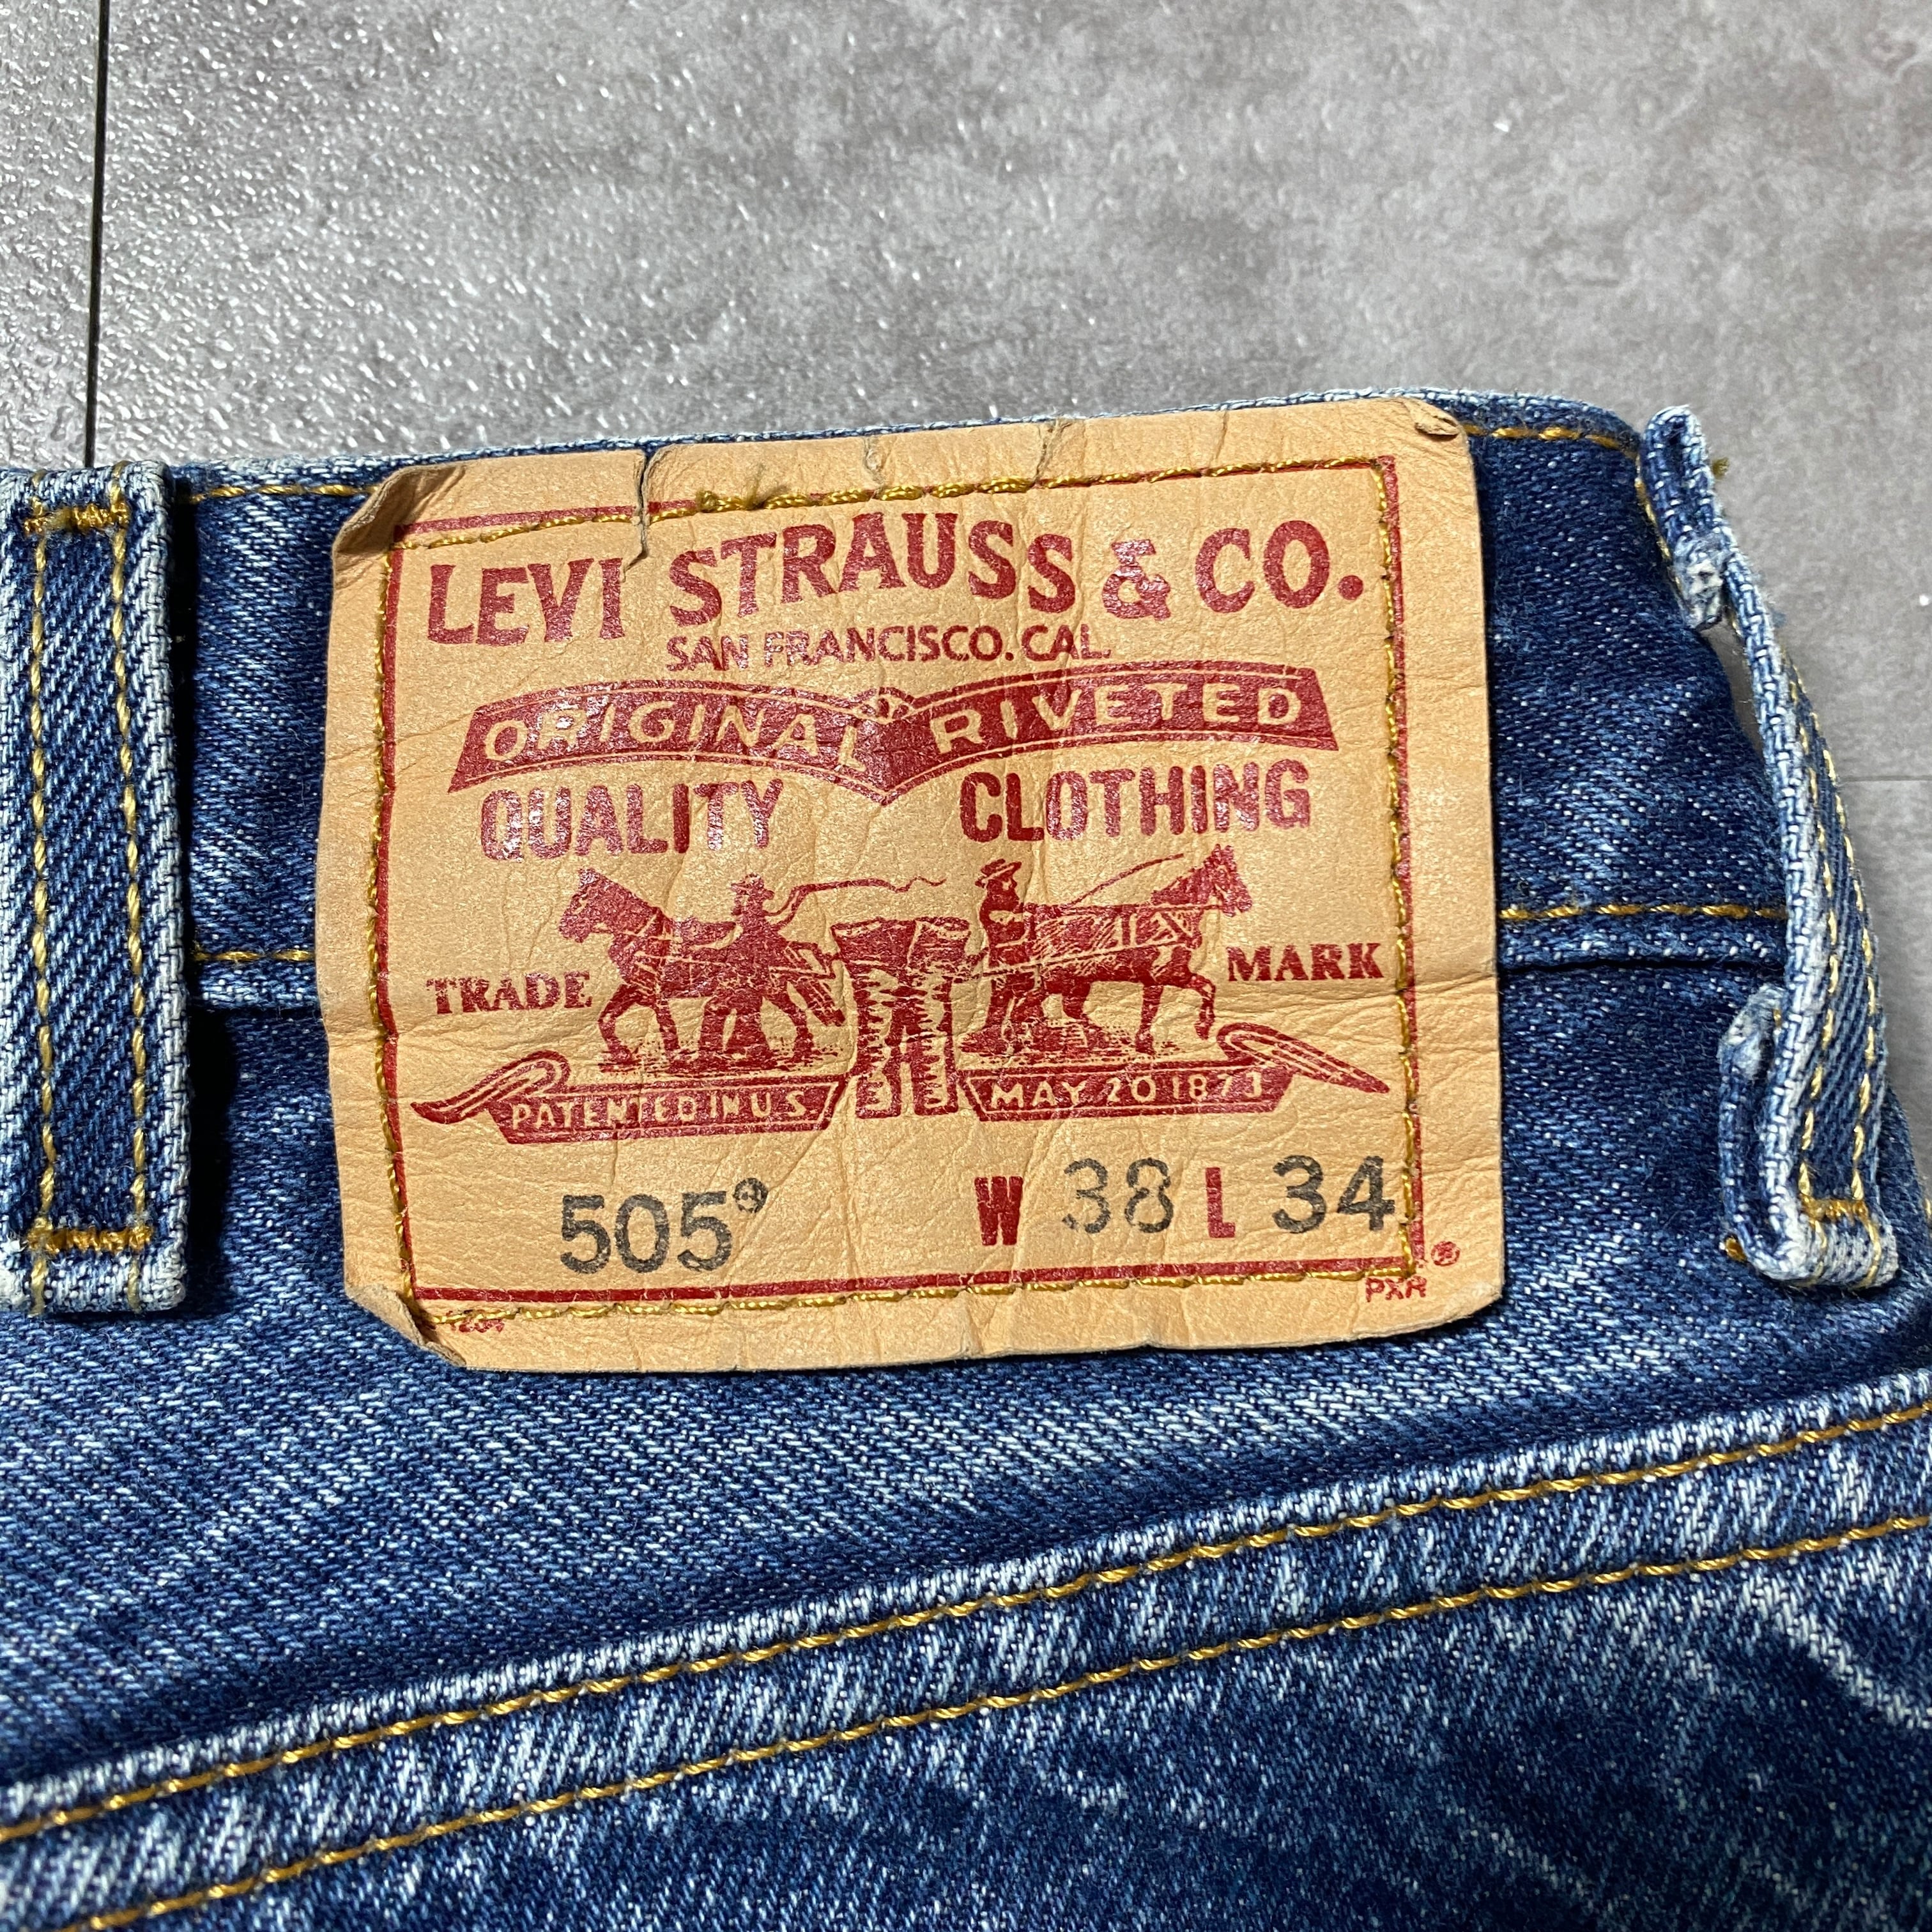 LEVI STRAUSS & CO.
SAN FRANCISCO. CAL.
ORIGINAL RIVETED
QUALITY CLOTHING
TRADE MARK
PATENTED IN U S MAY 20 1873
505® W 38 L 34
®
PXR